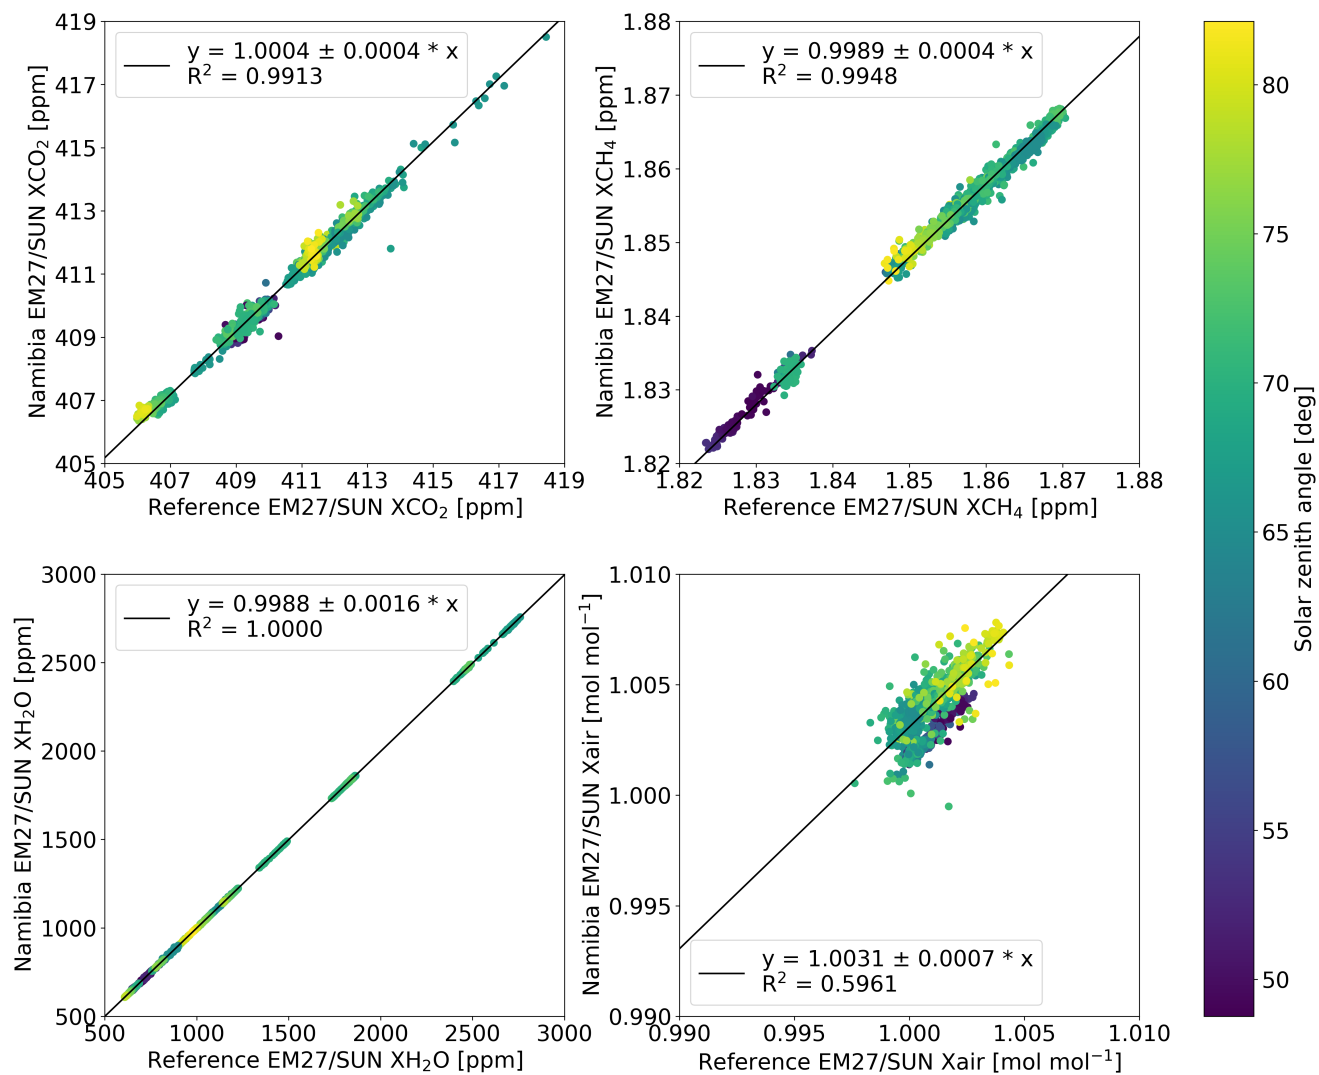 y = 1.0004 ± 0.0004 * x
R² = 0.9913
419
417
415
413
411
409
407
405
405 407 409 411 413 415 417 419
Namibia EM27/SUN XCO₂ [ppm]
Reference EM27/SUN XCO₂ [ppm]
y = 0.9989 ± 0.0004 * x
R² = 0.9948
1.88
1.87
1.86
1.85
1.84
1.83
1.82
1.82 1.83 1.84 1.85 1.86 1.87 1.88
Namibia EM27/SUN XCH₄ [ppm]
Reference EM27/SUN XCH₄ [ppm]
y = 0.9988 ± 0.0016 * x
R² = 1.0000
3000
2500
2000
1500
1000
500
500 1000 1500 2000 2500 3000
Namibia EM27/SUN XH₂O [ppm]
Reference EM27/SUN XH₂O [ppm]
1.010
1.005
1.000
0.995
0.990
0.990 0.995 1.000 1.005 1.010
y = 1.0031 ± 0.0007 * x
R² = 0.5961
Namibia EM27/SUN Xair [mol mol⁻¹]
Reference EM27/SUN Xair [mol mol⁻¹]
80
75
70
65
60
55
50
Solar zenith angle [deg]